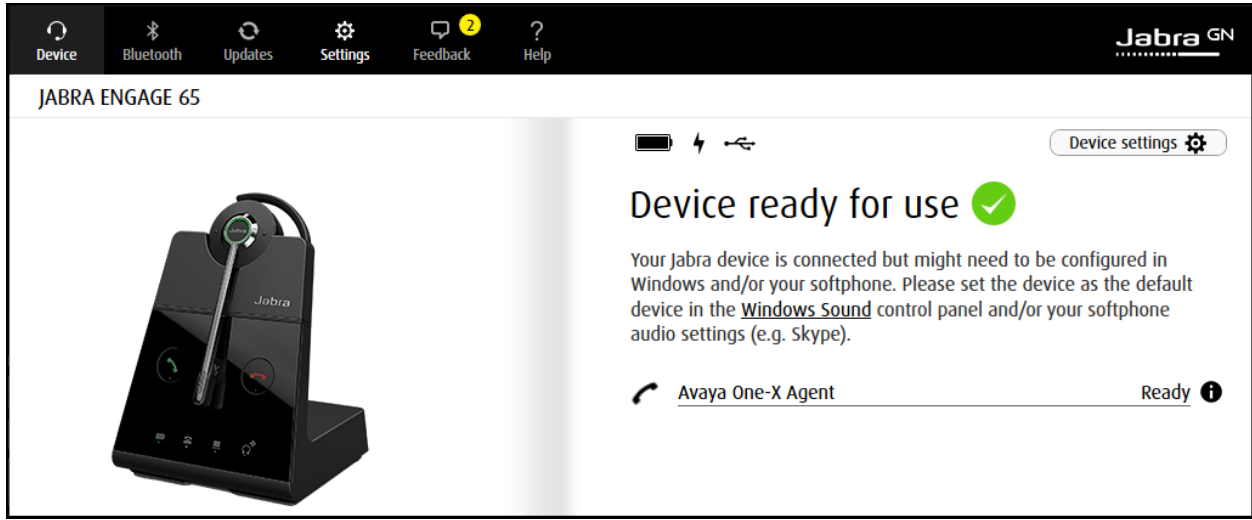 Device
Bluetooth
Updates
Settings
2
Feedback
?
Help
Jabra GN
JABRA ENGAGE 65
Device settings
Device ready for use
Your Jabra device is connected but might need to be configured in
Windows and/or your softphone. Please set the device as the default
device in the Windows Sound control panel and/or your softphone
audio settings (e.g. Skype).
Avaya One-X Agent Ready
Jabra
Jabra